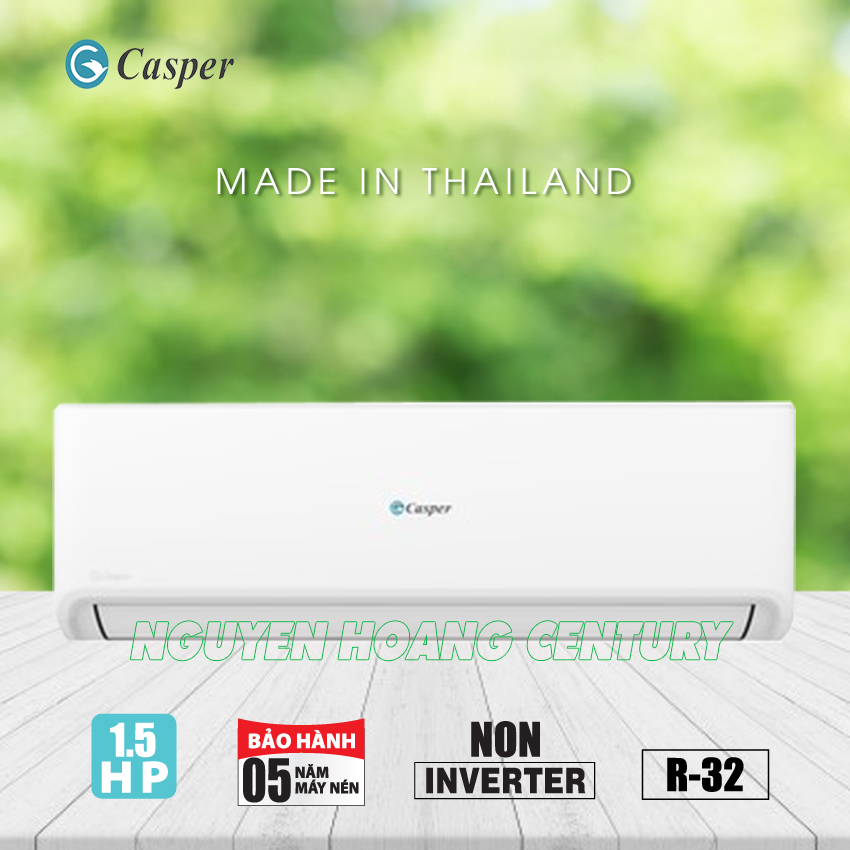 Casper
MADE IN THAILAND
Casper
NGUYEN HOANG CENTURY
1.5
HP
BẢO HÀNH
05 NĂM
MÁY NÉN
NON
INVERTER
R-32